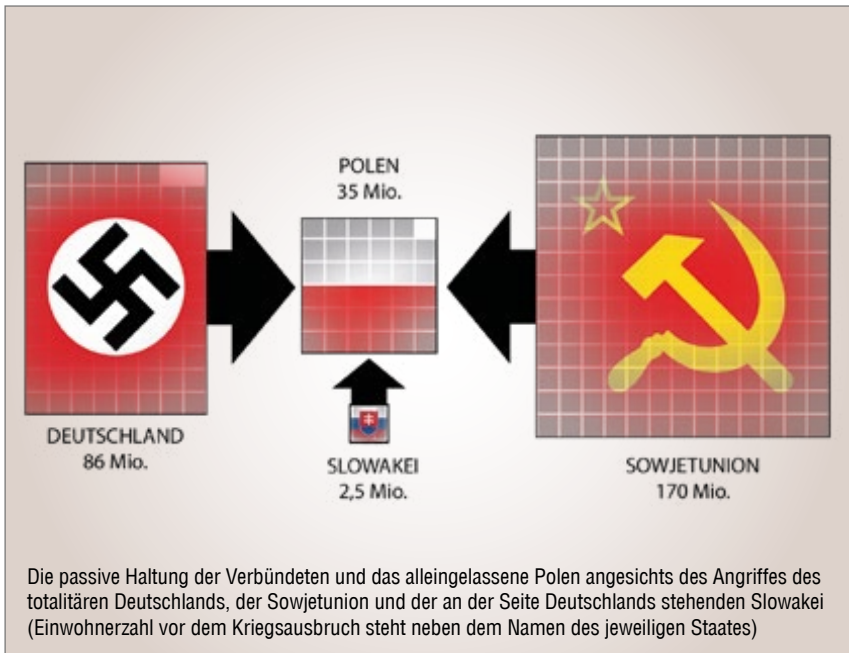 POLEN
35 Mio.
DEUTSCHLAND
86 Mio.
SLOWAKEI
2,5 Mio.
SOWJETUNION
170 Mio.
Die passive Haltung der Verbündeten und das alleingelassene Polen angesichts des Angriffes des
totalitären Deutschlands, der Sowjetunion und der an der Seite Deutschlands stehenden Slowakei
(Einwohnerzahl vor dem Kriegsausbruch steht neben dem Namen des jeweiligen Staates)